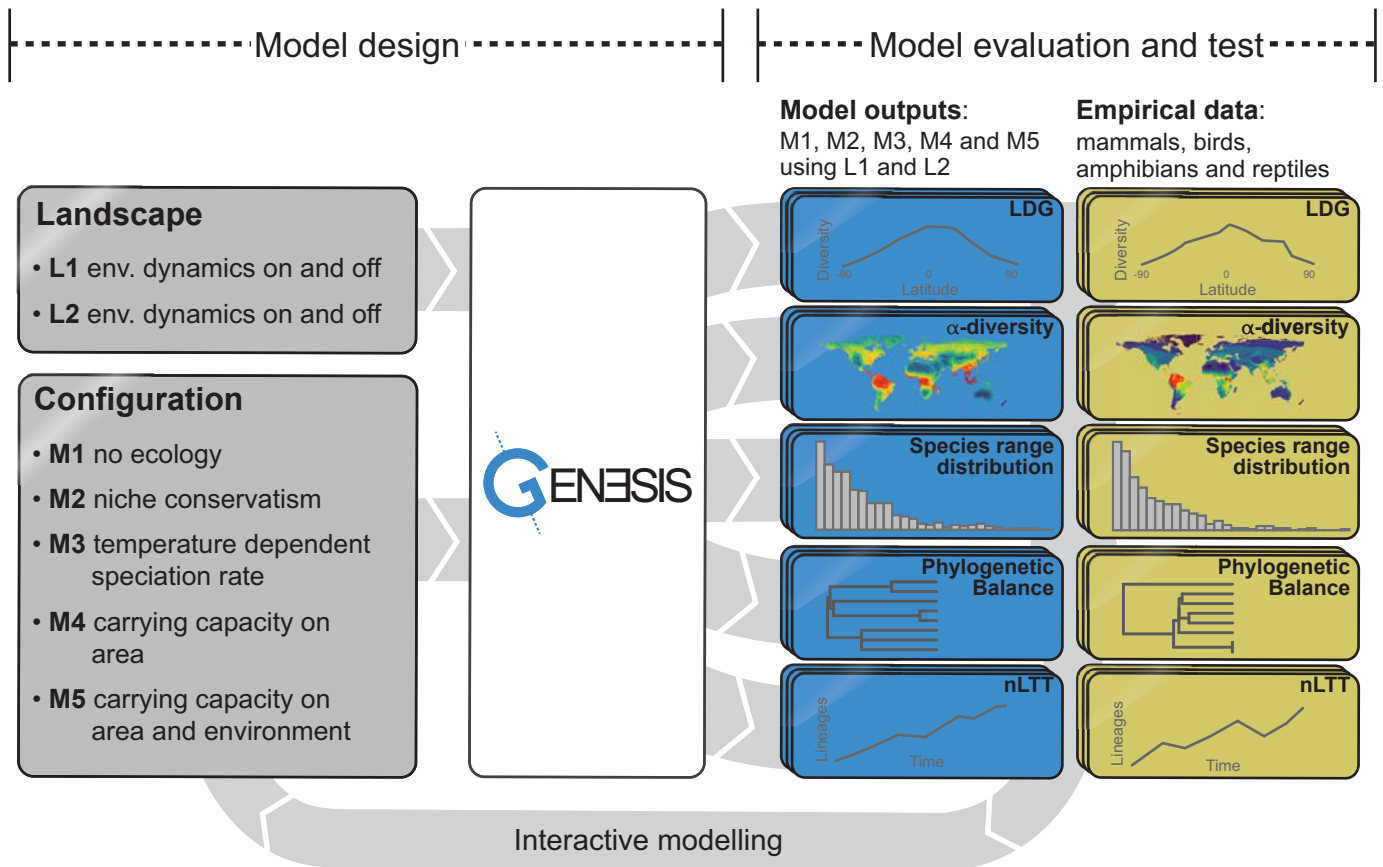 Model design
Model evaluation and test
Landscape
• L1 env. dynamics on and off
• L2 env. dynamics on and off
Configuration
• M1 no ecology
• M2 niche conservatism
• M3 temperature dependent
speciation rate
• M4 carrying capacity on
area
• M5 carrying capacity on
area and environment
GENƎSIS
Model outputs:
M1, M2, M3, M4 and M5
using L1 and L2
LDG
Diversity
-90
0
90
Latitude
α-diversity
Species range
distribution
Phylogenetic
Balance
nLTT
Lineages
Time
Empirical data:
mammals, birds,
amphibians and reptiles
LDG
Diversity
-90
0
90
Latitude
α-diversity
Species range
distribution
Phylogenetic
Balance
nLTT
Lineages
Time
Interactive modelling